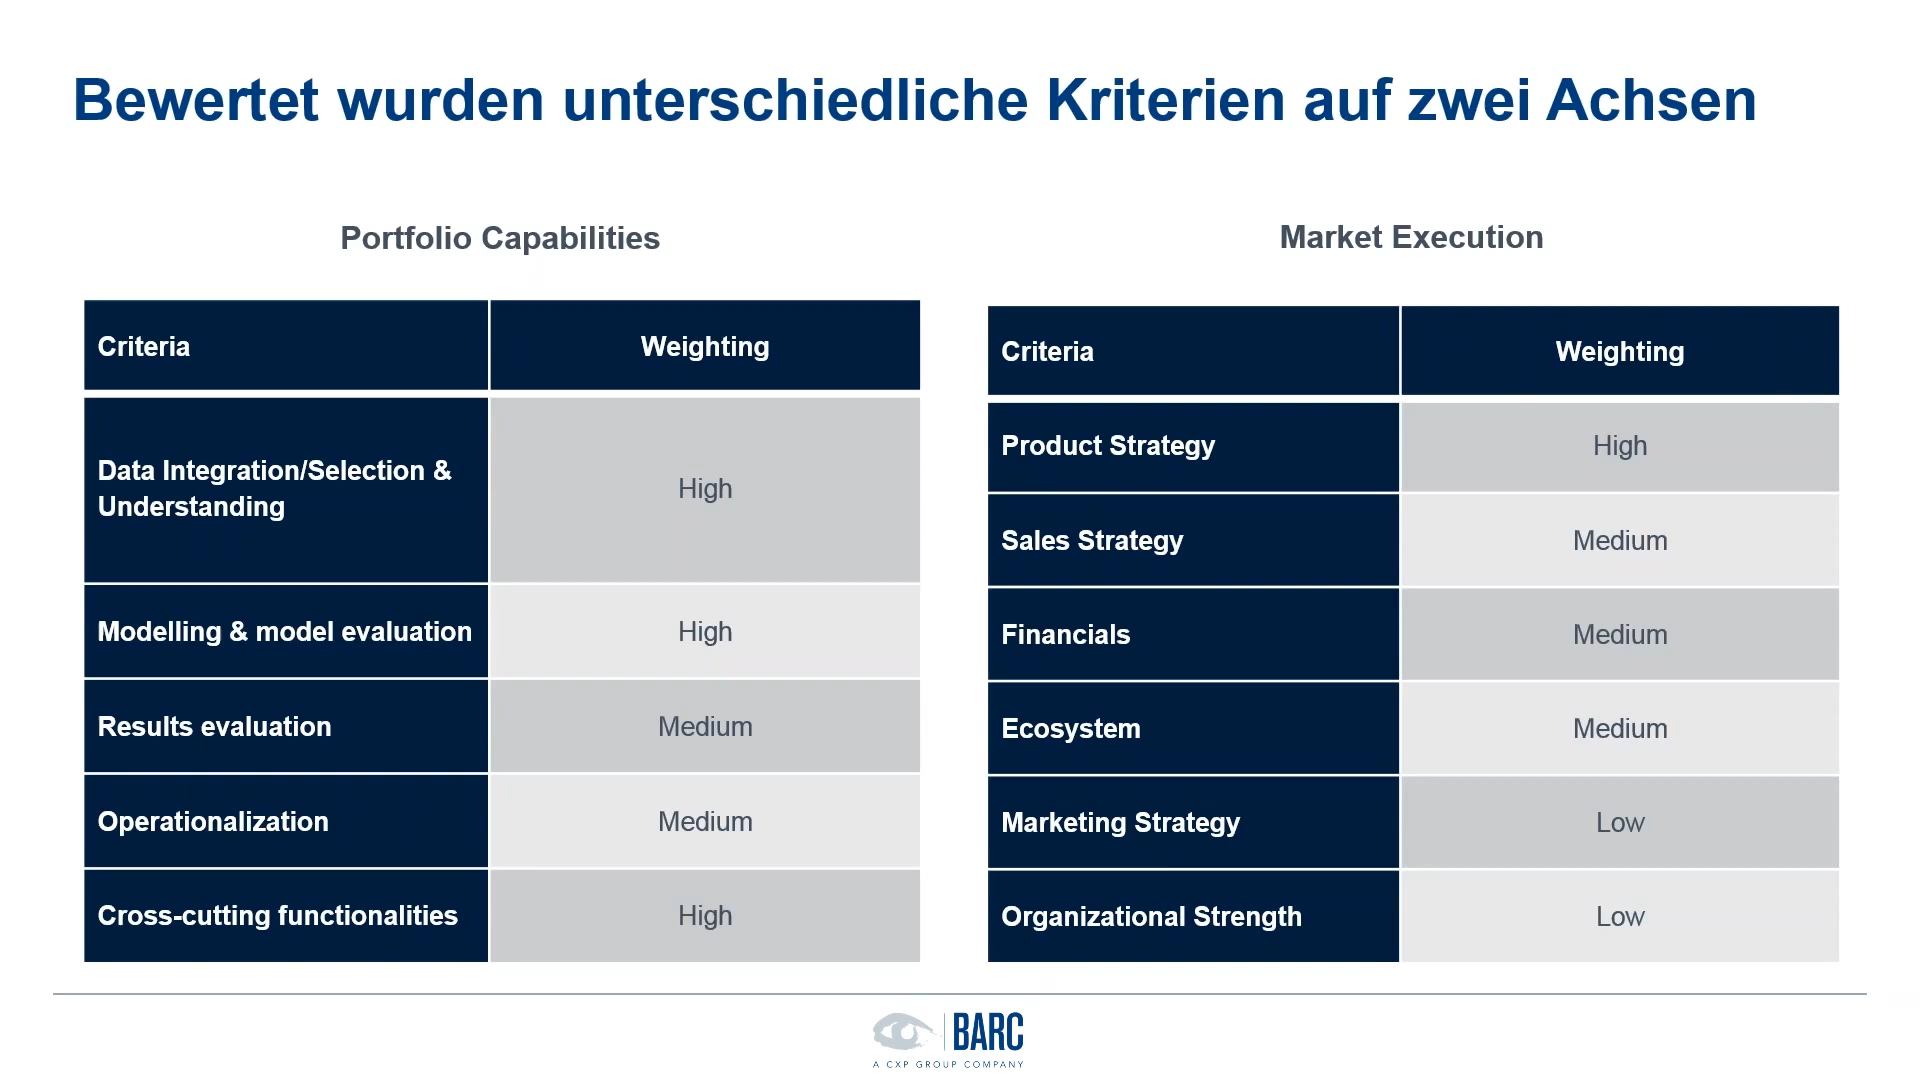 Bewertet wurden unterschiedliche Kriterien auf zwei Achsen
Portfolio Capabilities
Criteria Weighting
Data Integration/Selection &
Understanding
High
Modelling & model evaluation High
Results evaluation Medium
Operationalization Medium
Cross-cutting functionalities High
Market Execution
Criteria Weighting
Product Strategy High
Sales Strategy Medium
Financials Medium
Ecosystem Medium
Marketing Strategy Low
Organizational Strength Low
BARC
A CXP GROUP COMPANY